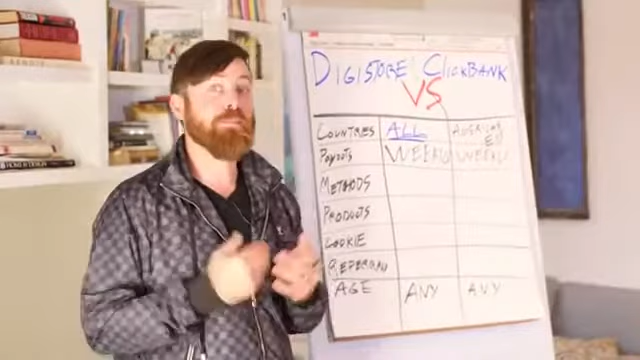 DIGISTORE CLICKBANK
VS
COUNTRIES ALL
PAYOUTS WEEKLY WEEKLY
METHODS
PRODUCTS
COOKIE
AGE ANY ANY